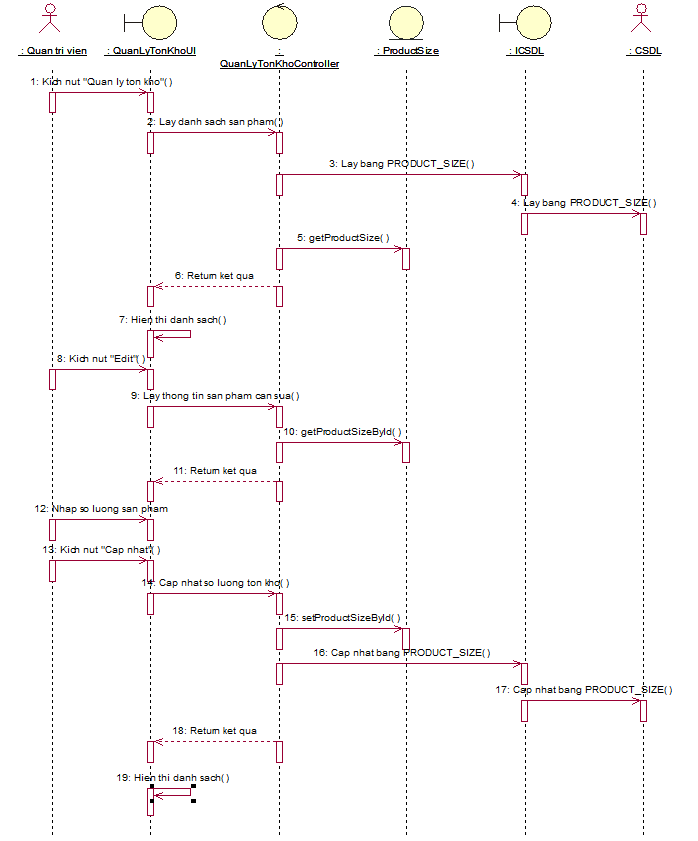 : Quan tri vien
: QuanLyTonKhoUI
:
QuanLyTonKhoController
: ProductSize
: ICSDL
: CSDL
1: Kich nut "Quan ly ton kho"( )
2: Lay danh sach san pham( )
3: Lay bang PRODUCT_SIZE( )
4: Lay bang PRODUCT_SIZE( )
5: getProductSize( )
6: Return ket qua
7: Hien thi danh sach( )
8: Kich nut "Edit"( )
9: Lay thong tin san pham can sua( )
10: getProductSizeById( )
11: Return ket qua
12: Nhap so luong san pham
13: Kich nut "Cap nhat"( )
14: Cap nhat so luong ton kho( )
15: setProductSizeById( )
16: Cap nhat bang PRODUCT_SIZE( )
17: Cap nhat bang PRODUCT_SIZE( )
18: Return ket qua
19: Hien thi danh sach( )